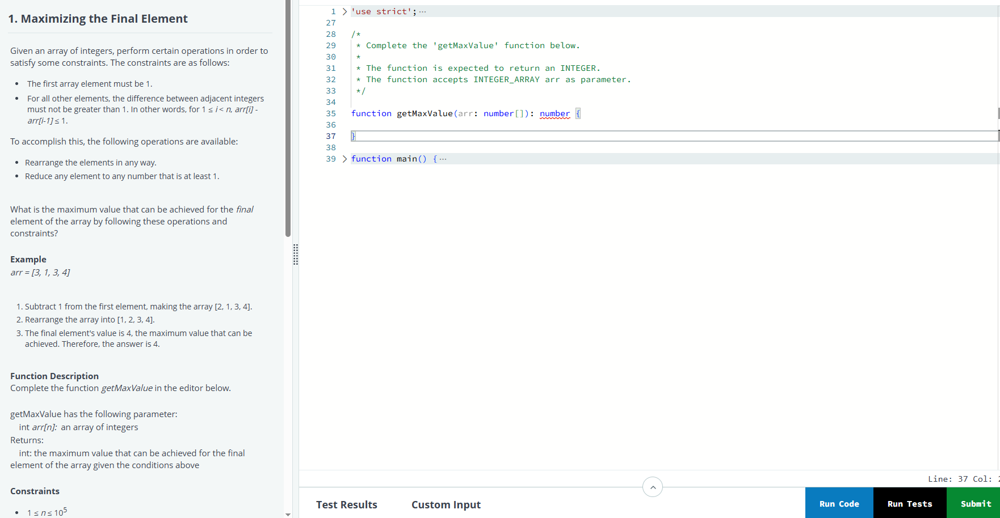 1. Maximizing the Final Element
Given an array of integers, perform certain operations in order to
satisfy some constraints. The constraints are as follows:
• The first array element must be 1.
• For all other elements, the difference between adjacent integers
must not be greater than 1. In other words, for 1 ≤ i < n, arr[i] -
arr[i-1] ≤ 1.
To accomplish this, the following operations are available:
• Rearrange the elements in any way.
• Reduce any element to any number that is at least 1.
What is the maximum value that can be achieved for the final
element of the array by following these operations and
constraints?
Example
arr = [3, 1, 3, 4]
1. Subtract 1 from the first element, making the array [2, 1, 3, 4].
2. Rearrange the array into [1, 2, 3, 4].
3. The final element's value is 4, the maximum value that can be
achieved. Therefore, the answer is 4.
Function Description
Complete the function getMaxValue in the editor below.
getMaxValue has the following parameter:
int arr[n]: an array of integers
Returns:
int: the maximum value that can be achieved for the final
element of the array given the conditions above
Constraints
• 1 ≤ n ≤ 10⁵
1 > 'use strict'; ···
27
28 /*
29 * Complete the 'getMaxValue' function below.
30 *
31 * The function is expected to return an INTEGER.
32 * The function accepts INTEGER_ARRAY arr as parameter.
33 */
34
35 function getMaxValue(arr: number[]): number {
36
37 }
38
39 > function main() { ···
Line: 37 Col:
Test Results
Custom Input
Run Code
Run Tests
Submit